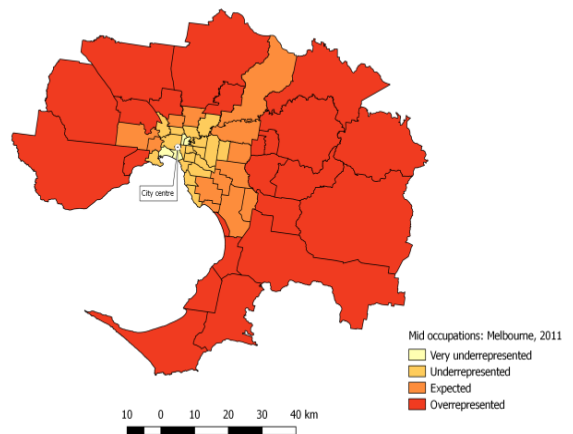 City centre
Mid occupations: Melbourne, 2011
Very underrepresented
Underrepresented
Expected
Overrepresented
10 0 10 20 30 40 km